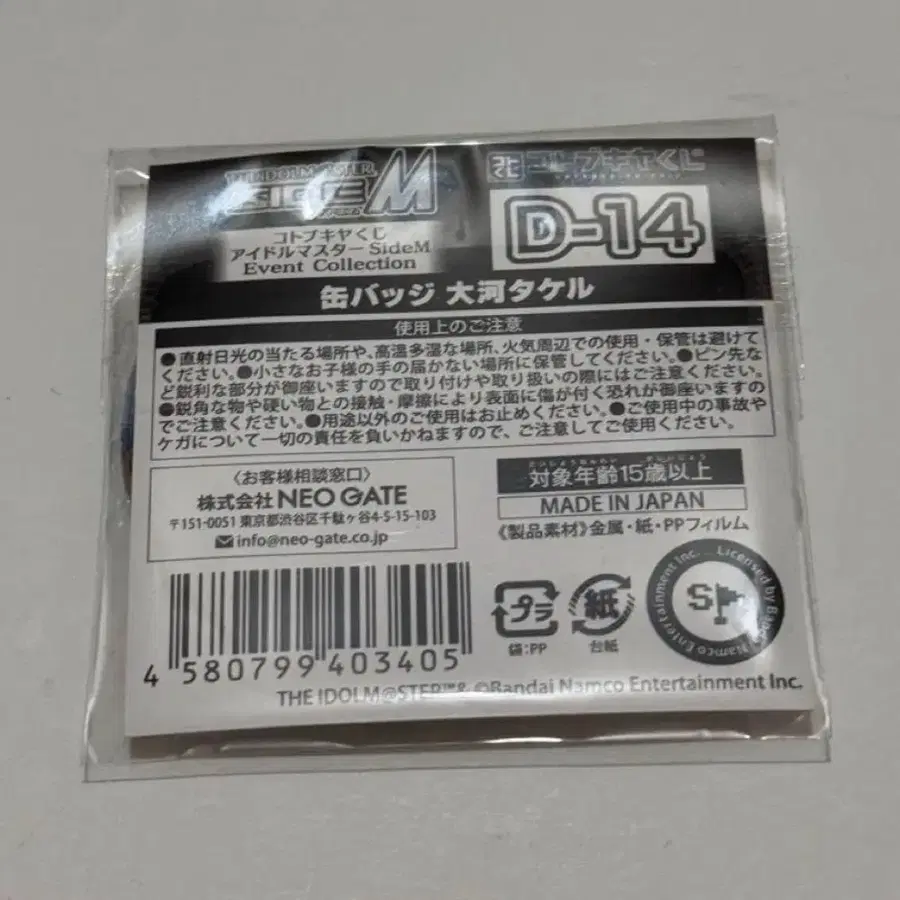 THE IDOLM@STER
SIDE M
コトブキヤくじ
アイドルマスター SideM
Event Collection
コトブキヤくじ
D-14
缶バッジ 大河タケル
使用上のご注意
●直射日光の当たる場所や、高温多湿な場所、火気周辺での使用・保管は避けて
ください。●小さなお子様の手の届かない場所に保管してください。●ピン先な
ど鋭利な部分が御座いますので取り付けや取り扱いの際にはご注意ください。
●鋭角な物や硬い物との接触・摩擦により表面に傷が付く恐れが御座いますの
でご注意ください。●用途以外のご使用はお止めください。●ご使用中の事故や
ケガについて一切の責任を負いかねますので、ご注意してご使用ください。
〈お客様相談窓口〉
株式会社 NEO GATE
〒151-0051 東京都渋谷区千駄ヶ谷4-5-15-103
info@neo-gate.co.jp
対象年齢15歳以上
MADE IN JAPAN
《製品素材》金属・紙・PPフィルム
4 580799 403405
プラ
袋:PP
紙
台紙
Licensed by Bandai Namco Entertainment Inc.
S
THE IDOLM@STER™& ©Bandai Namco Entertainment Inc.